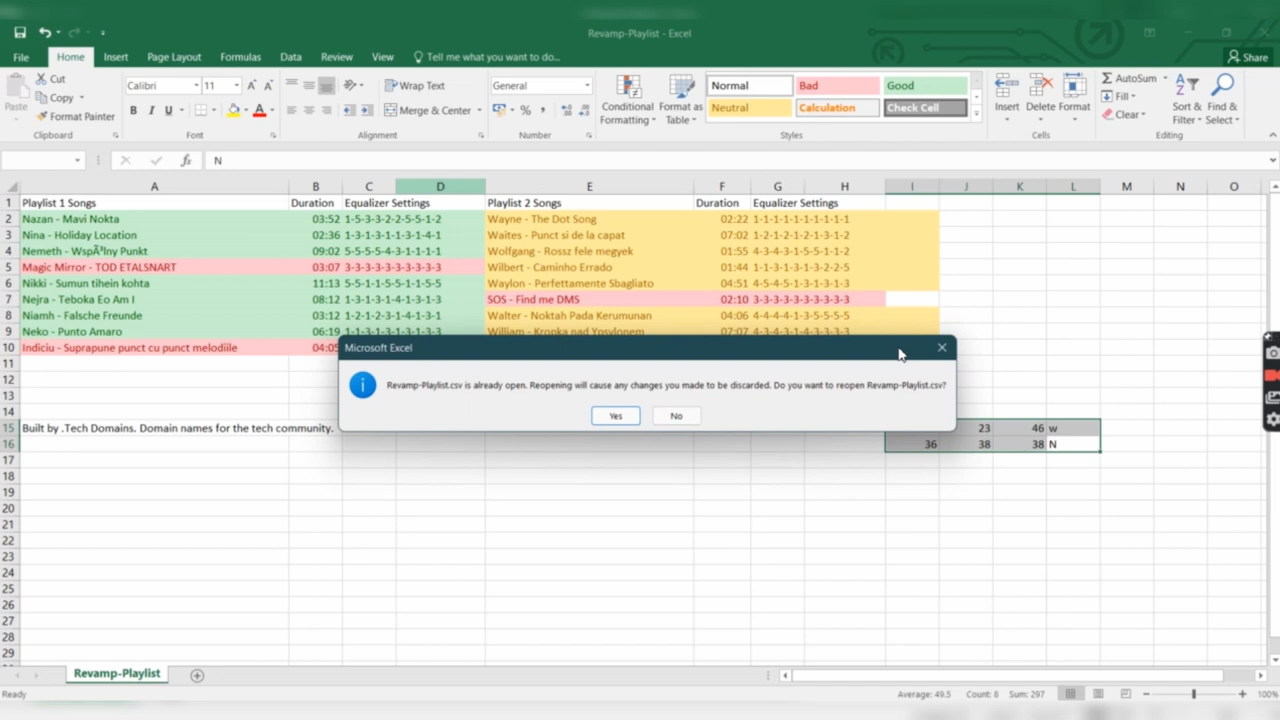 Revamp-Playlist - Excel
File Home Insert Page Layout Formulas Data Review View Tell me what you want to do... Share
Paste Cut Calibri 11 Wrap Text General Conditional Formatting Format as Table Normal Bad Good Insert Delete Format AutoSum Sort & Filter Find & Select
Copy Merge & Center Neutral Calculation Check Cell Fill
Format Painter B I U A % Clear
Clipboard Font Alignment Number Styles Cells Editing
fx N
A B C D E F G H I J K L M N O
1 Playlist 1 Songs Duration Equalizer Settings Playlist 2 Songs Duration Equalizer Settings
2 Nazan - Mavi Nokta 03:52 1-5-3-3-2-2-5-5-1-2 Wayne - The Dot Song 02:22 1-1-1-1-1-1-1-1-1-1
3 Nina - Holiday Location 02:36 1-3-1-3-1-1-3-1-4-1 Waites - Punct si de la capat 07:02 1-2-1-2-1-2-1-3-1-2
4 Nemeth - WspÃ³lny Punkt 09:02 5-5-5-5-4-3-1-1-1-1 Wolfgang - Rossz fele megyek 01:55 4-3-4-3-1-5-5-1-1-2
5 Magic Mirror - TOD ETALSNART 03:07 3-3-3-3-3-3-3-3-3-3 Wilbert - Caminho Errado 01:44 1-1-3-1-3-1-3-2-2-5
6 Nikki - Sumun tihein kohta 11:13 5-5-1-1-5-5-1-1-5-5 Waylon - Perfettamente Sbagliato 04:51 4-5-4-5-1-3-1-3-1-3
7 Nejra - Teboka Eo Am I 08:12 1-3-1-3-1-4-1-3-1-3 SOS - Find me DMS 02:10 3-3-3-3-3-3-3-3-3-3
8 Niamh - Falsche Freunde 03:12 1-2-1-2-3-1-4-1-3-1 Walter - Noktah Pada Kerumunan 04:06 4-4-4-4-1-3-5-5-5-5
9 Neko - Punto Amaro 06:19 1-1-3-1-3-1-3-1-3-3 William - Kropka nad Ypsylonem 07:07 4-3-4-3-1-4-3-3-3-3
10 Indiciu - Suprapune punct cu punct melodiile 04:05
Microsoft Excel
Revamp-Playlist.csv is already open. Reopening will cause any changes you made to be discarded. Do you want to reopen Revamp-Playlist.csv?
Yes No
11
12
13
14
15 Built by .Tech Domains. Domain names for the tech community. 23 46 w
16 36 38 38 N
17
18
19
20
21
22
23
24
25
26
27
28
29
Revamp-Playlist
Ready Average: 49.5 Count: 8 Sum: 297 100%